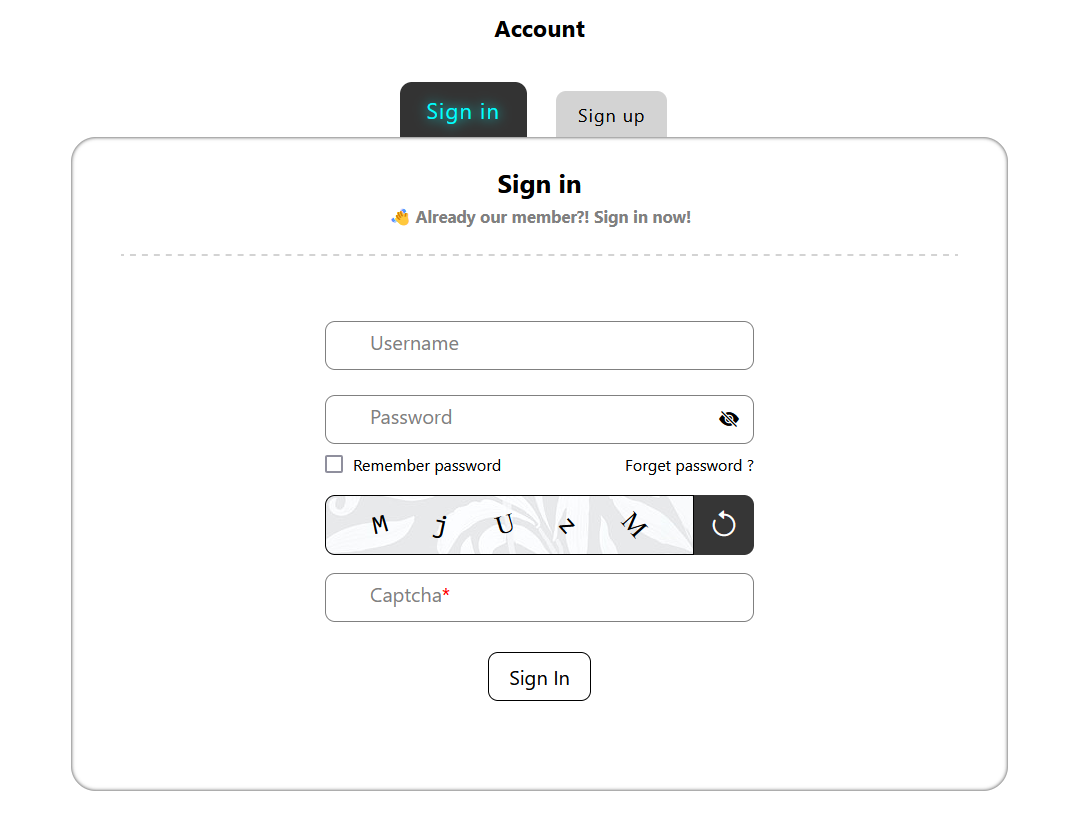 Account
Sign in
Sign up
Sign in
👋 Already our member?! Sign in now!
Username
Password
Remember password
Forget password ?
M j U z M
Captcha*
Sign In